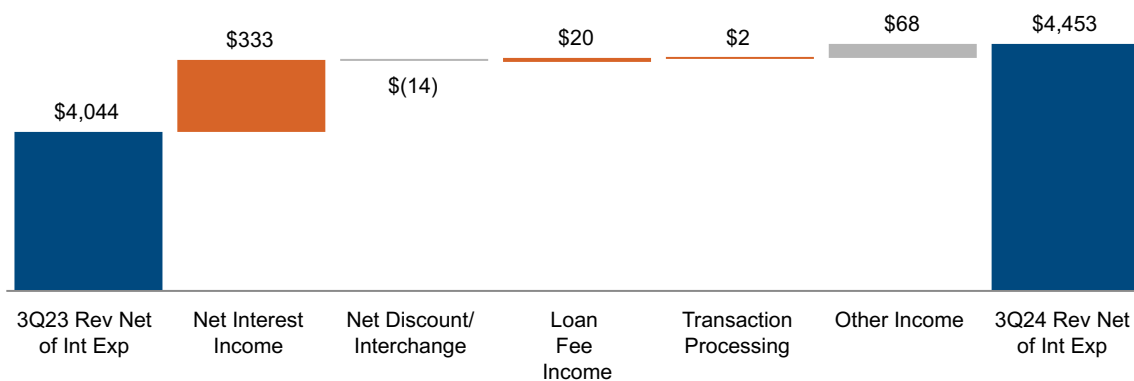 $4,044
$333
$(14)
$20
$2
$68
$4,453
3Q23 Rev Net
of Int Exp
Net Interest
Income
Net Discount/
Interchange
Loan
Fee
Income
Transaction
Processing
Other Income
3Q24 Rev Net
of Int Exp